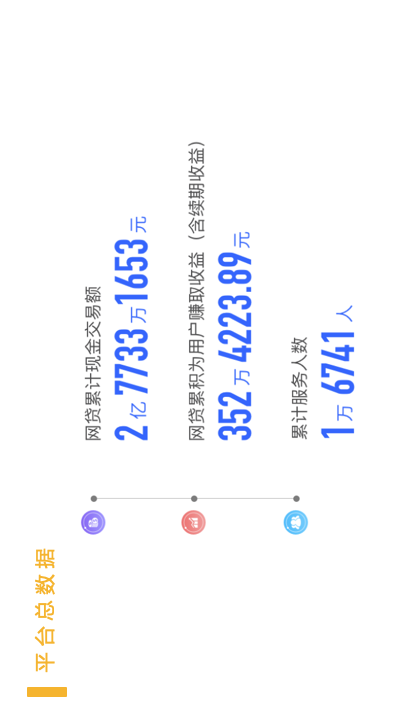 平台总数据
网贷累计现金交易额
2亿7733万1653元
网贷累积为用户赚取收益（含续期收益）
352万4223.89元
累计服务人数
1万6741人